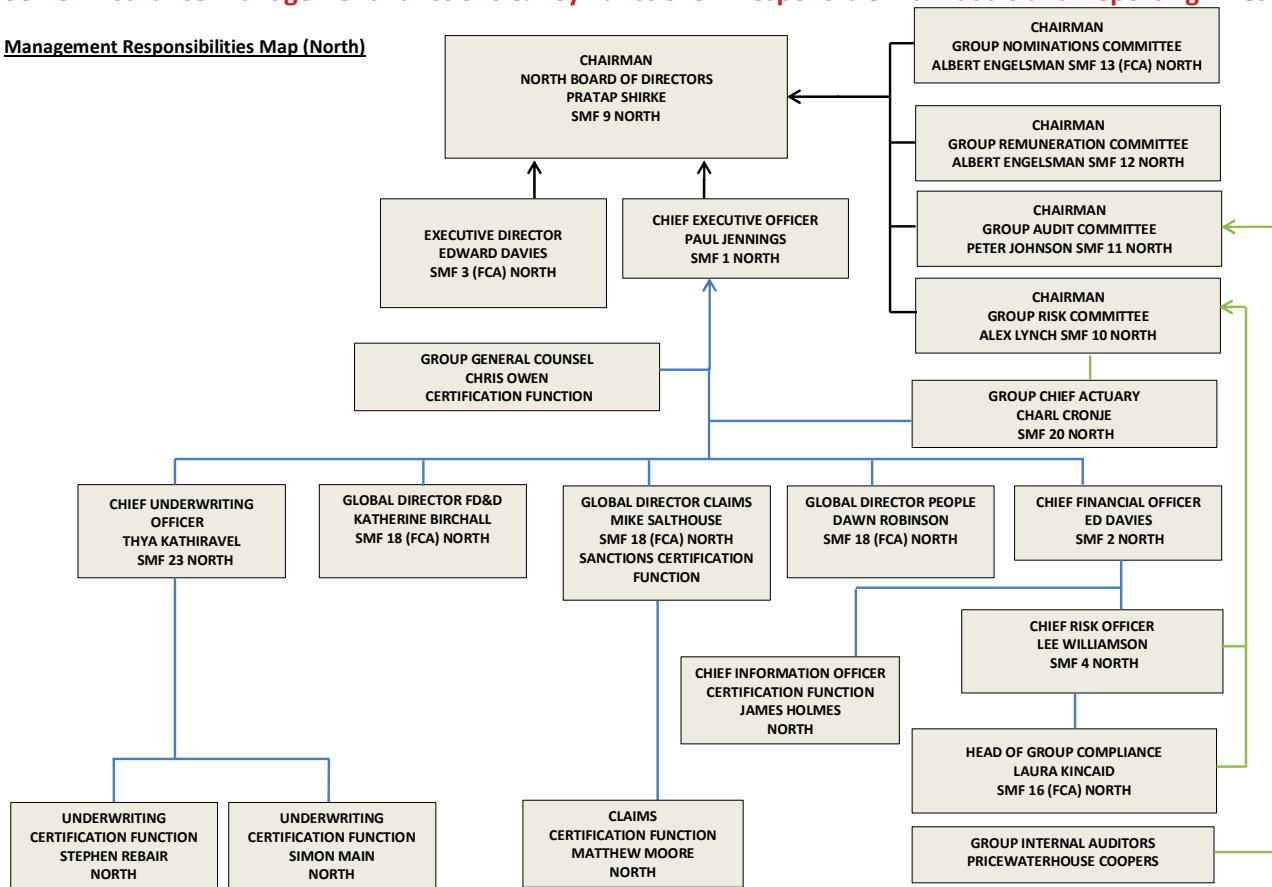 Management Responsibilities Map (North)
CHAIRMAN
NORTH BOARD OF DIRECTORS
PRATAP SHIRKE
SMF 9 NORTH
CHAIRMAN
GROUP NOMINATIONS COMMITTEE
ALBERT ENGELSMAN SMF 13 (FCA) NORTH
CHAIRMAN
GROUP REMUNERATION COMMITTEE
ALBERT ENGELSMAN SMF 12 NORTH
EXECUTIVE DIRECTOR
EDWARD DAVIES
SMF 3 (FCA) NORTH
CHIEF EXECUTIVE OFFICER
PAUL JENNINGS
SMF 1 NORTH
CHAIRMAN
GROUP AUDIT COMMITTEE
PETER JOHNSON SMF 11 NORTH
CHAIRMAN
GROUP RISK COMMITTEE
ALEX LYNCH SMF 10 NORTH
GROUP GENERAL COUNSEL
CHRIS OWEN
CERTIFICATION FUNCTION
GROUP CHIEF ACTUARY
CHARL CRONJE
SMF 20 NORTH
CHIEF UNDERWRITING
OFFICER
THYA KATHIRAVEL
SMF 23 NORTH
GLOBAL DIRECTOR FD&D
KATHERINE BIRCHALL
SMF 18 (FCA) NORTH
GLOBAL DIRECTOR CLAIMS
MIKE SALTHOUSE
SMF 18 (FCA) NORTH
SANCTIONS CERTIFICATION
FUNCTION
GLOBAL DIRECTOR PEOPLE
DAWN ROBINSON
SMF 18 (FCA) NORTH
CHIEF FINANCIAL OFFICER
ED DAVIES
SMF 2 NORTH
CHIEF RISK OFFICER
LEE WILLIAMSON
SMF 4 NORTH
CHIEF INFORMATION OFFICER
CERTIFICATION FUNCTION
JAMES HOLMES
NORTH
HEAD OF GROUP COMPLIANCE
LAURA KINCAID
SMF 16 (FCA) NORTH
UNDERWRITING
CERTIFICATION FUNCTION
STEPHEN REBAIR
NORTH
UNDERWRITING
CERTIFICATION FUNCTION
SIMON MAIN
NORTH
CLAIMS
CERTIFICATION FUNCTION
MATTHEW MOORE
NORTH
GROUP INTERNAL AUDITORS
PRICEWATERHOUSE COOPERS